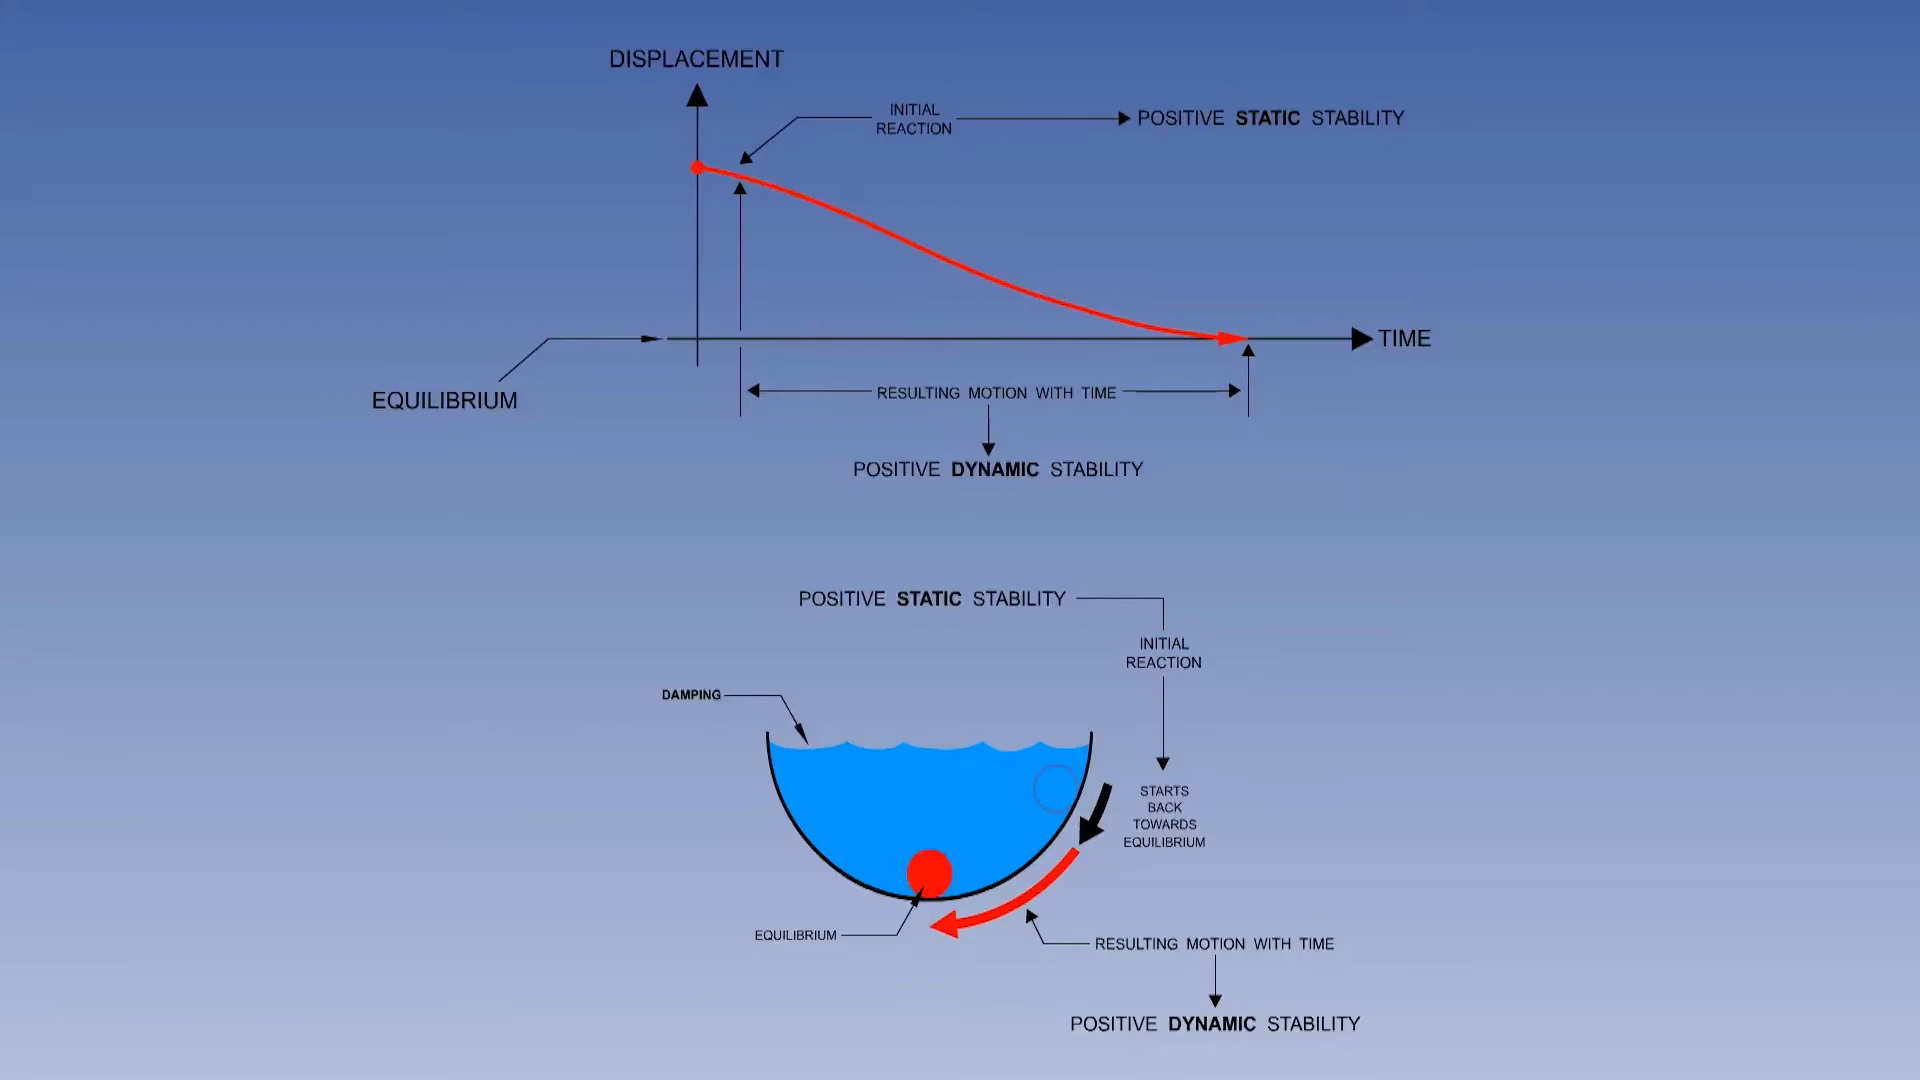 DISPLACEMENT
INITIAL
REACTION
POSITIVE STATIC STABILITY
TIME
EQUILIBRIUM
RESULTING MOTION WITH TIME
POSITIVE DYNAMIC STABILITY
POSITIVE STATIC STABILITY
INITIAL
REACTION
DAMPING
STARTS
BACK
TOWARDS
EQUILIBRIUM
EQUILIBRIUM
RESULTING MOTION WITH TIME
POSITIVE DYNAMIC STABILITY